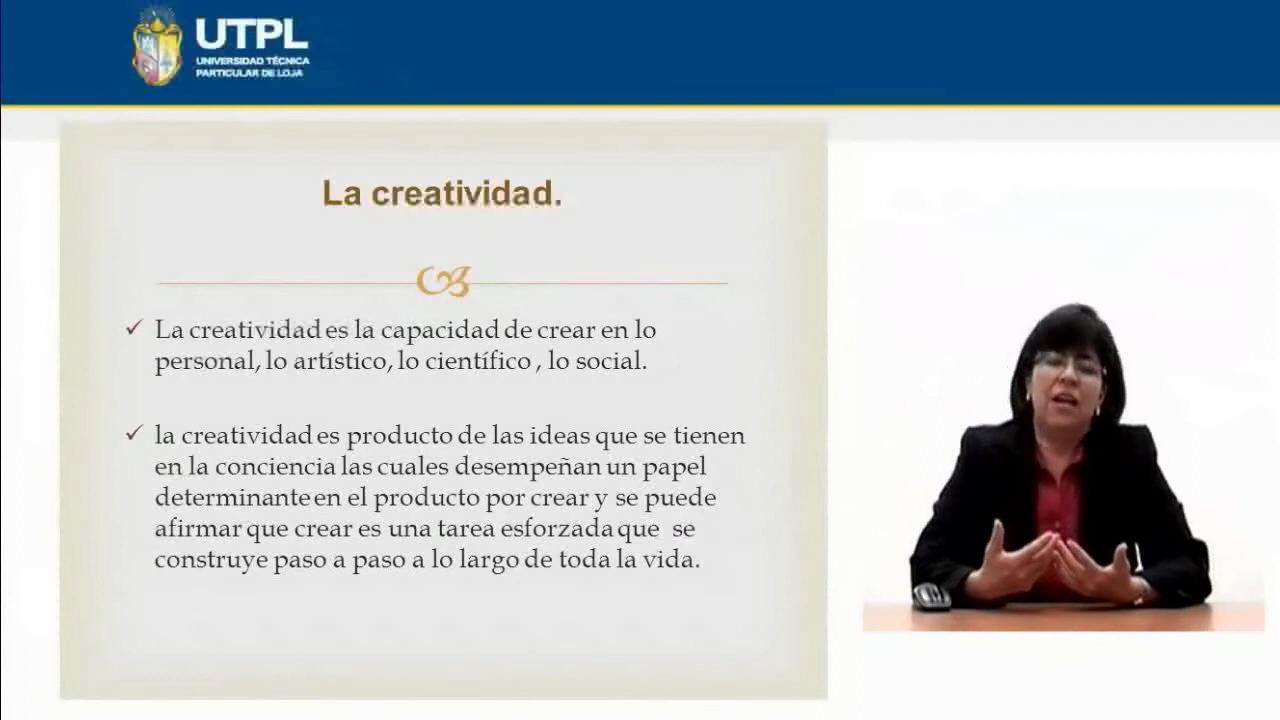 UTPL
UNIVERSIDAD TÉCNICA
PARTICULAR DE LOJA
La creatividad.
La creatividad es la capacidad de crear en lo
personal, lo artístico, lo científico , lo social.
la creatividad es producto de las ideas que se tienen
en la conciencia las cuales desempeñan un papel
determinante en el producto por crear y se puede
afirmar que crear es una tarea esforzada que se
construye paso a paso a lo largo de toda la vida.